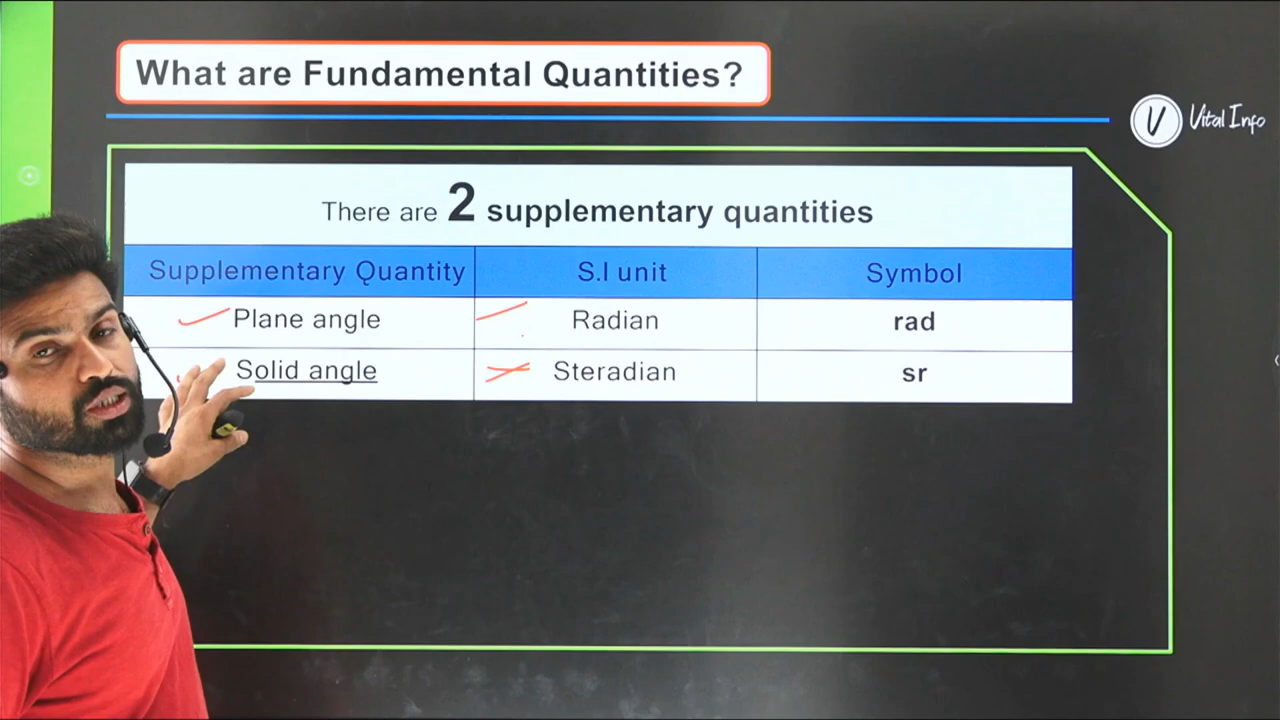 What are Fundamental Quantities?
V Vital Info
There are 2 supplementary quantities
Supplementary Quantity S.I unit Symbol
Plane angle Radian rad
Solid angle Steradian sr